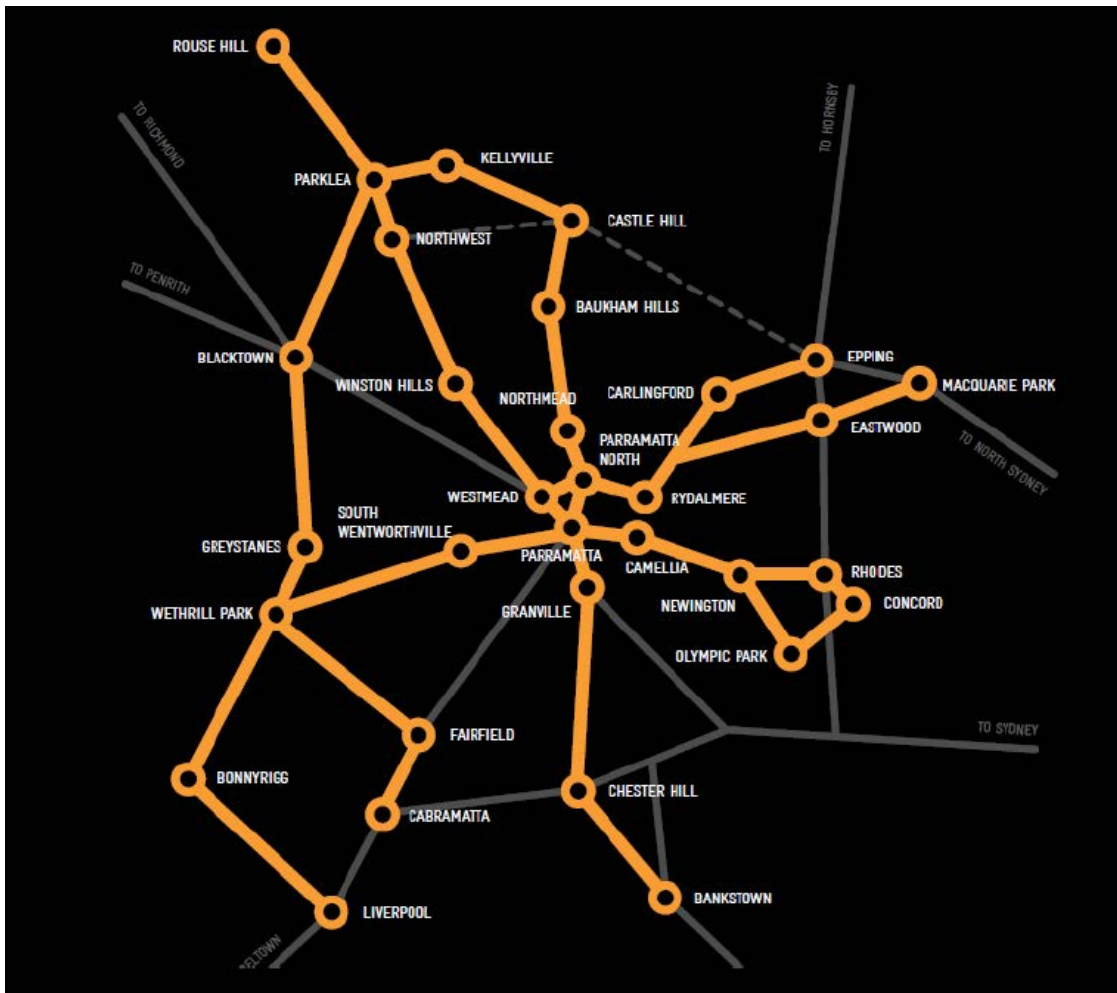 ROUSE HILL
TO RICHMOND
TO HORNSBY
KELLYVILLE
PARKLEA
CASTLE HILL
NORTHWEST
TO PENRITH
BAUKHAM HILLS
BLACKTOWN
EPPING
WINSTON HILLS
CARLINGFORD
MACQUARIE PARK
NORTHMEAD
EASTWOOD
PARRAMATTA
NORTH
TO NORTH SYDNEY
WESTMEAD
RYDALMERE
SOUTH
WENTWORTHVILLE
GREYSTANES
PARRAMATTA
CAMELLIA
RHODES
WETHRILL PARK
GRANVILLE
NEWINGTON
CONCORD
OLYMPIC PARK
FAIRFIELD
TO SYDNEY
BONNYRIGG
CHESTER HILL
CABRAMATTA
BANKSTOWN
LIVERPOOL
BELTOWN